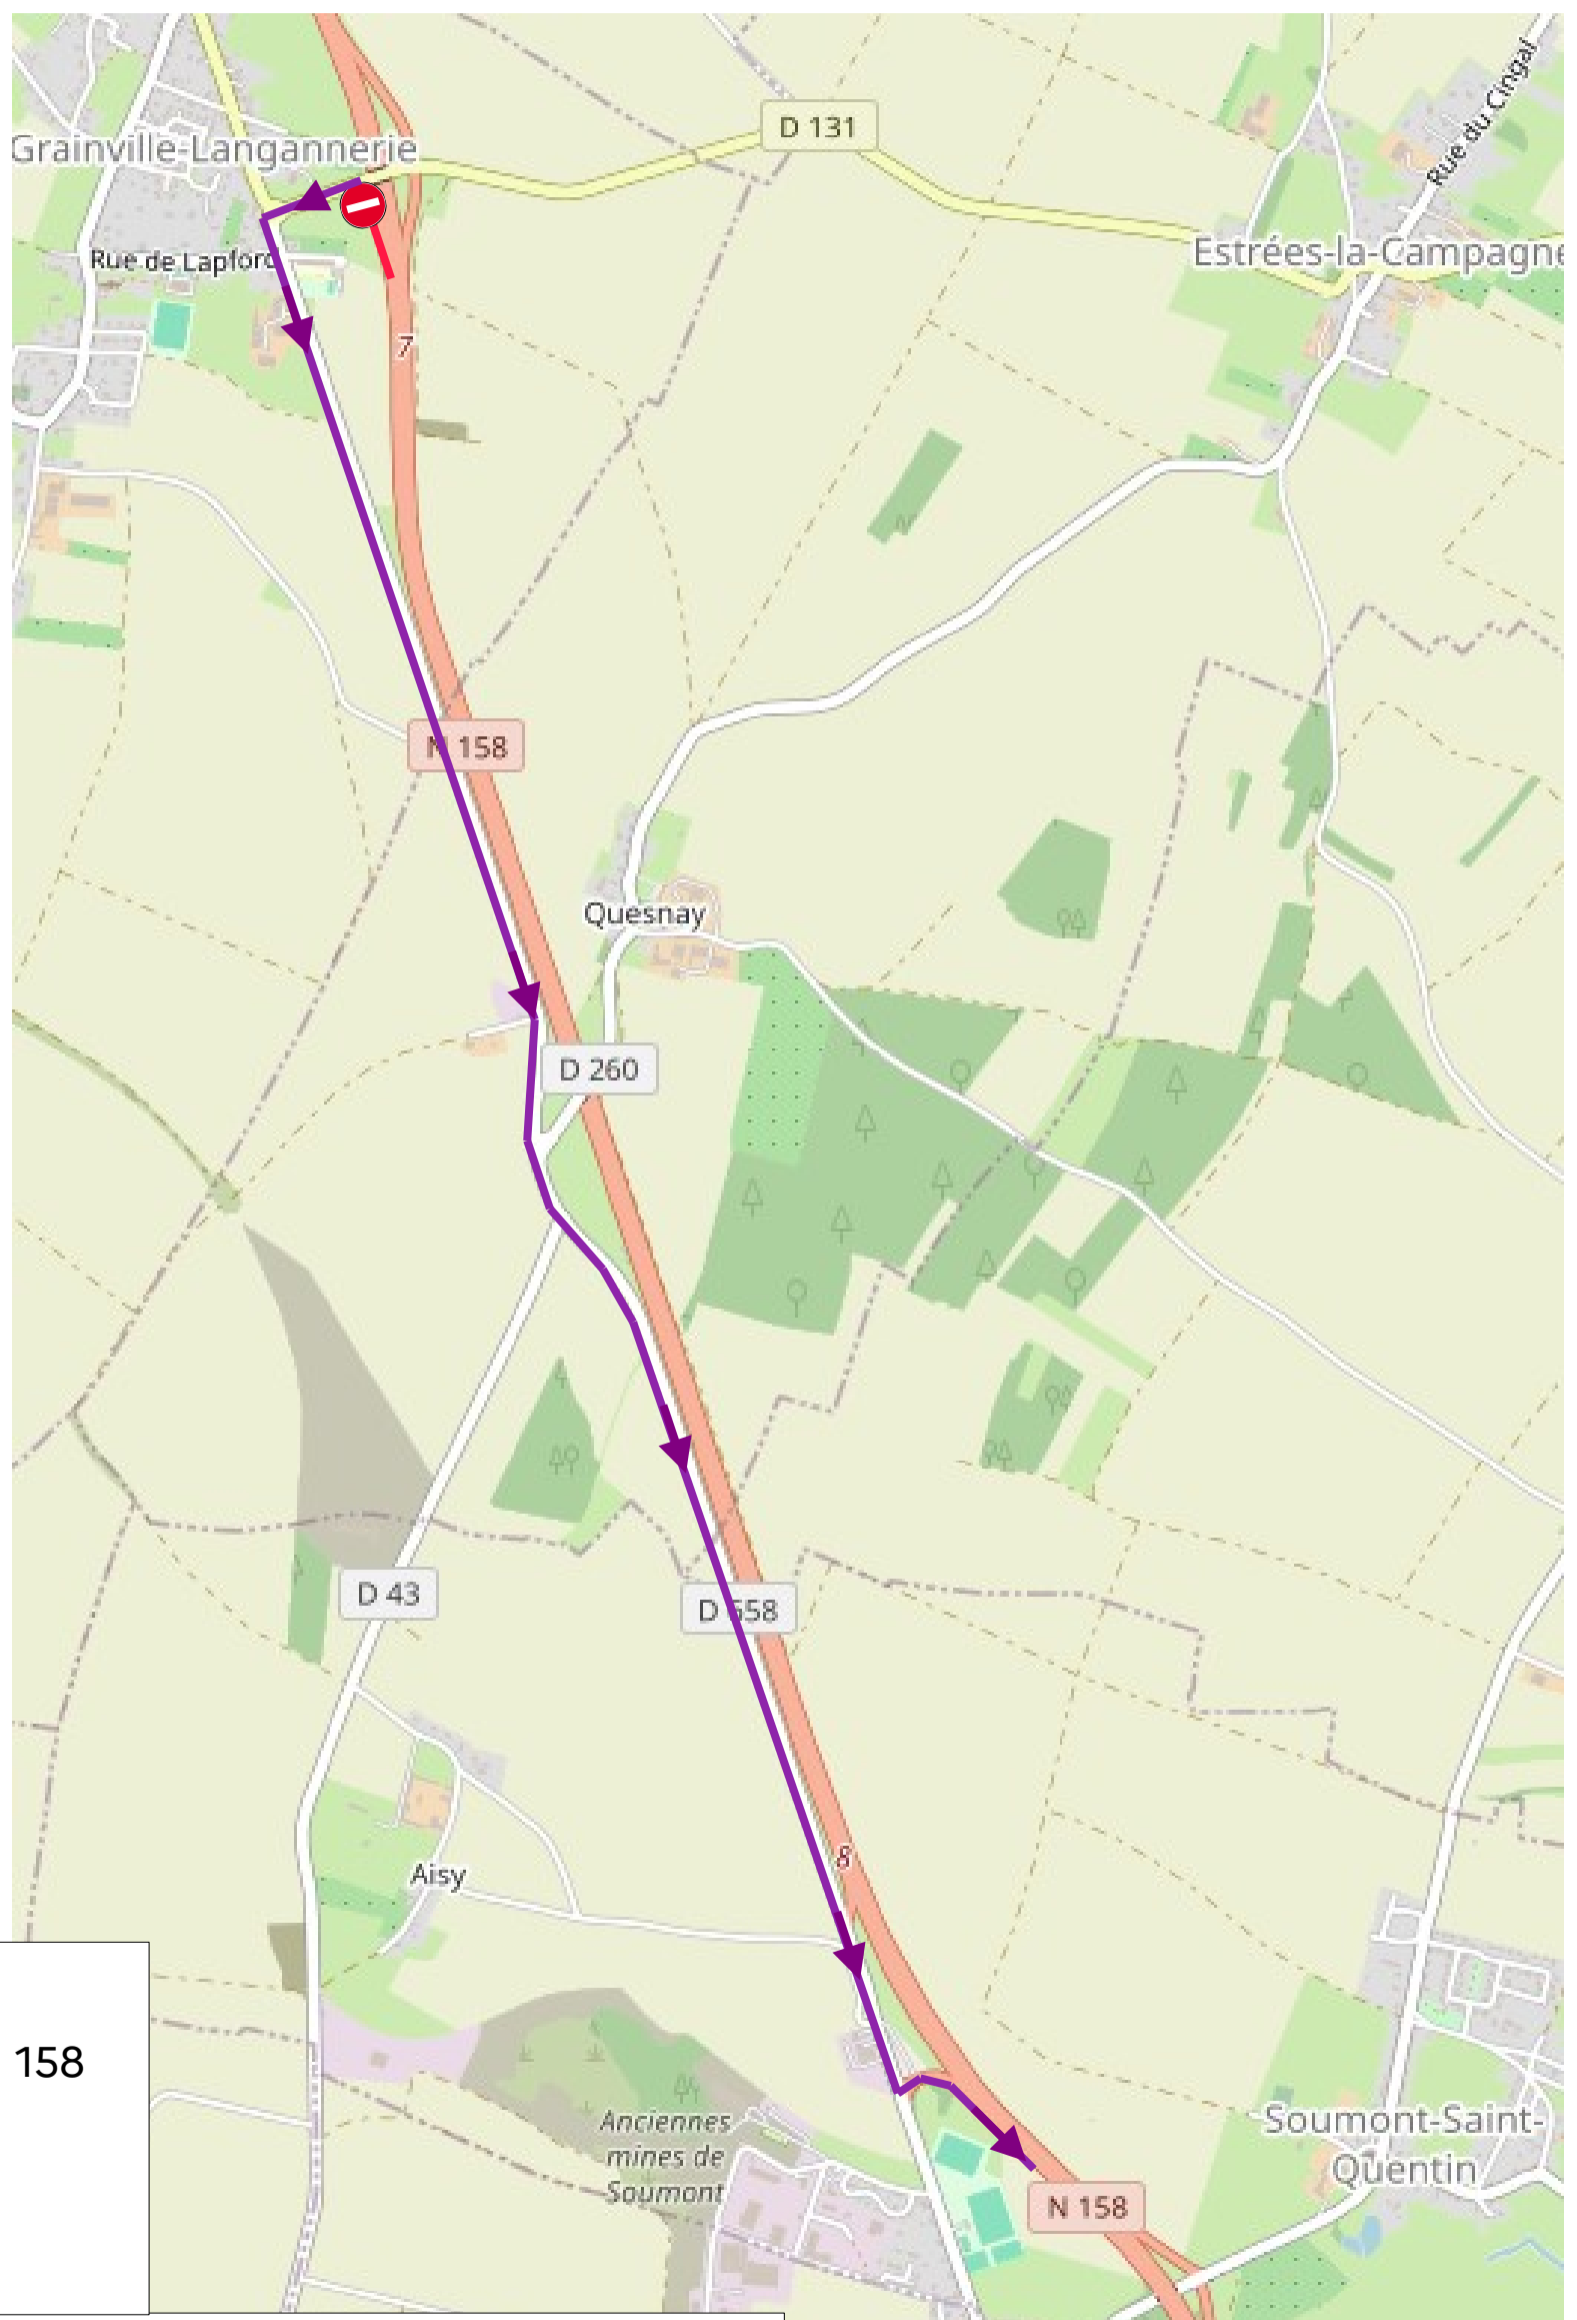 D 131
Rue du Cingal
Grainville-Langannerie
Estrées-la-Campagne
Rue de Lapford
7
N 158
Quesnay
D 260
D 43
D 658
8
Aisy
158
Anciennes
mines de
Soumont
Soumont-Saint-
Quentin
N 158